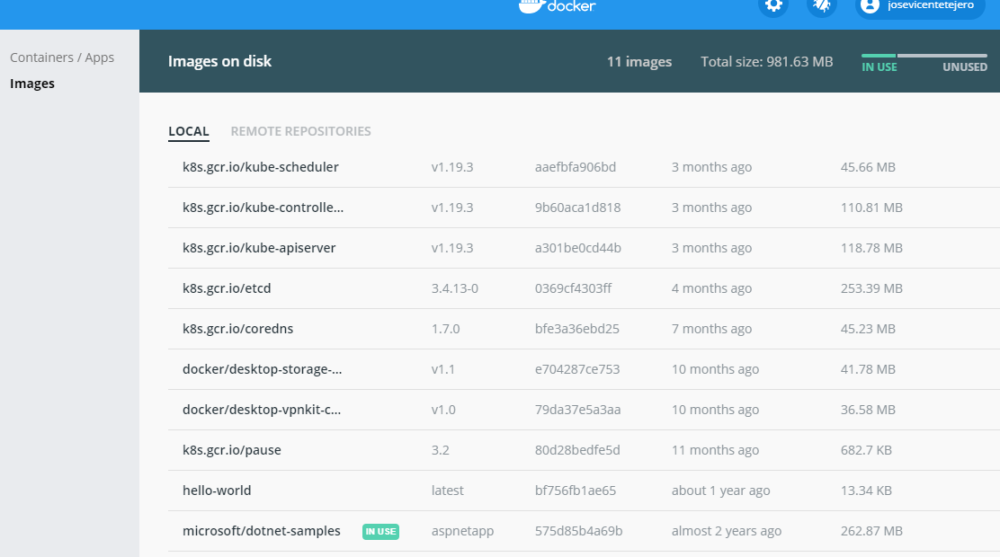 docker
josevicentetejero
Containers / Apps
Images
Images on disk
11 images
Total size: 981.63 MB
IN USE
UNUSED
LOCAL
REMOTE REPOSITORIES
k8s.gcr.io/kube-scheduler v1.19.3 aaefbfa906bd 3 months ago 45.66 MB
k8s.gcr.io/kube-controlle... v1.19.3 9b60aca1d818 3 months ago 110.81 MB
k8s.gcr.io/kube-apiserver v1.19.3 a301be0cd44b 3 months ago 118.78 MB
k8s.gcr.io/etcd 3.4.13-0 0369cf4303ff 4 months ago 253.39 MB
k8s.gcr.io/coredns 1.7.0 bfe3a36ebd25 7 months ago 45.23 MB
docker/desktop-storage-... v1.1 e704287ce753 10 months ago 41.78 MB
docker/desktop-vpnkit-c... v1.0 79da37e5a3aa 10 months ago 36.58 MB
k8s.gcr.io/pause 3.2 80d28bedfe5d 11 months ago 682.7 KB
hello-world latest bf756fb1ae65 about 1 year ago 13.34 KB
microsoft/dotnet-samples IN USE aspnetapp 575d85b4a69b almost 2 years ago 262.87 MB